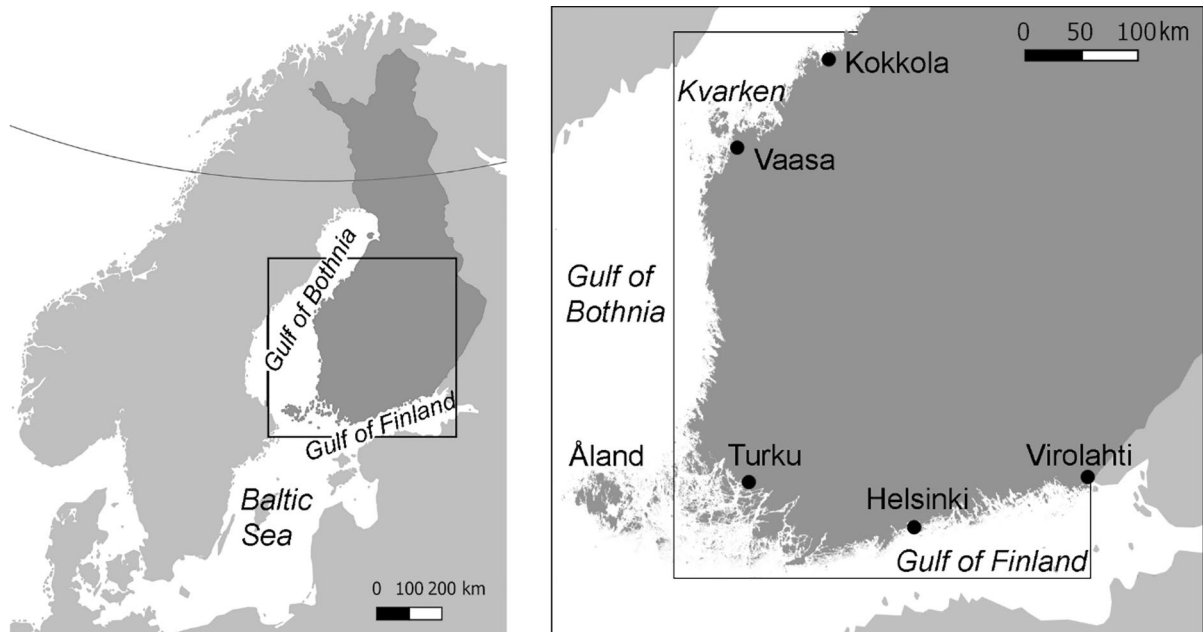 Gulf of Bothnia
Gulf of Finland
Baltic
Sea
0 100 200 km
0 50 100 km
Kokkola
Kvarken
Vaasa
Gulf of
Bothnia
Åland
Turku
Virolahti
Helsinki
Gulf of Finland